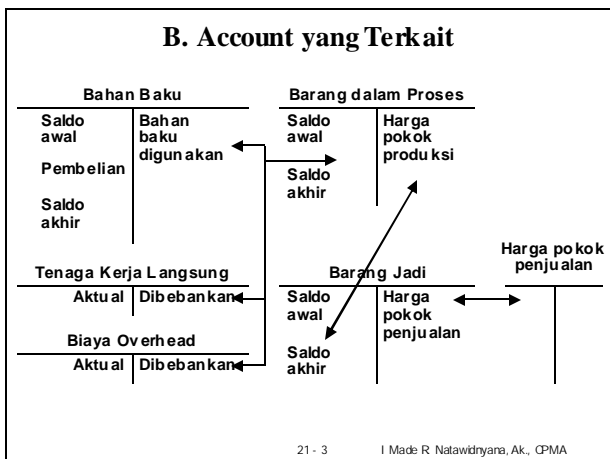 B. Account yang Terkait
Bahan Baku
Saldo
awal
Pembelian
Saldo
akhir
Bahan
baku
digunakan
Barang dalam Proses
Saldo
awal
Saldo
akhir
Harga
pokok
produksi
Tenaga Kerja Langsung
Aktual
Dibebankan
Biaya Overhead
Aktual
Dibebankan
Barang Jadi
Saldo
awal
Saldo
akhir
Harga
pokok
penjualan
Harga pokok
penjualan
21 - 3
I Made R. Natawidnyana, Ak., CPMA